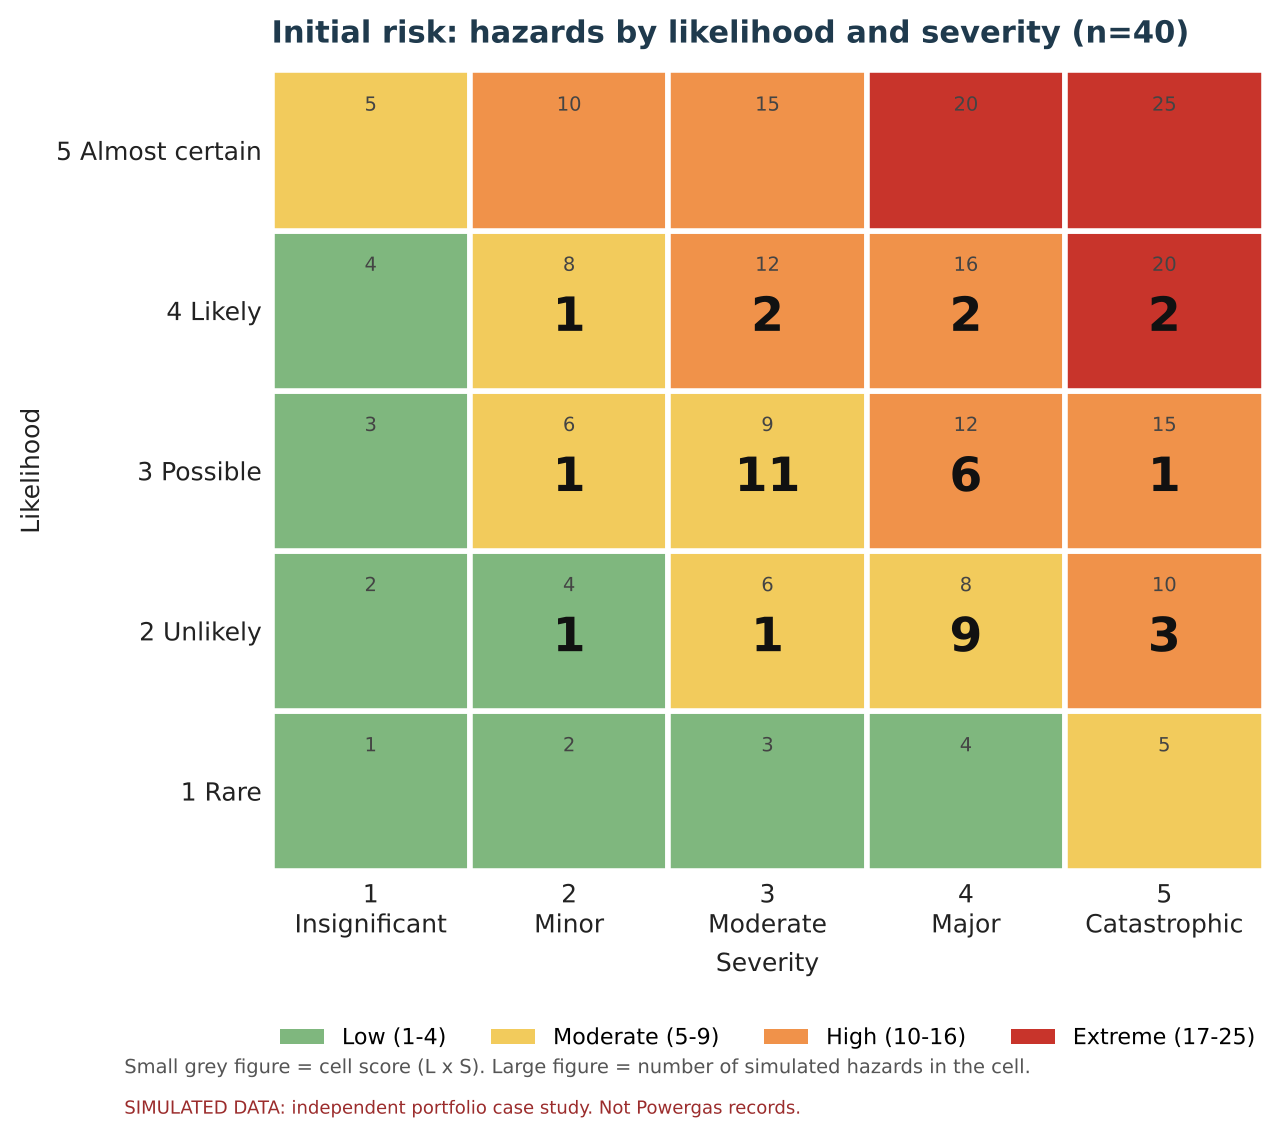 Initial risk: hazards by likelihood and severity (n=40)
5 10 15 20 25
5 Almost certain
4 8 12 16 20
4 Likely 1 2 2 2
3 6 9 12 15
3 Possible 1 11 6 1
2 4 6 8 10
2 Unlikely 1 1 9 3
1 2 3 4 5
1 Rare
Likelihood
1 2 3 4 5
Insignificant Minor Moderate Major Catastrophic
Severity
Low (1-4) Moderate (5-9) High (10-16) Extreme (17-25)
Small grey figure = cell score (L x S). Large figure = number of simulated hazards in the cell.
SIMULATED DATA: independent portfolio case study. Not Powergas records.